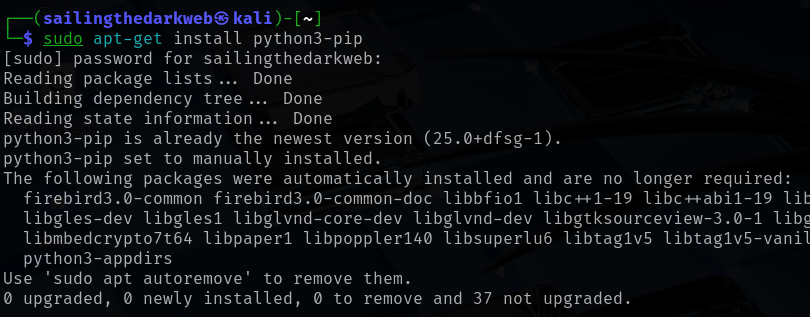 ┌──(sailingthedarkweb㉿kali)-[~]
└─$ sudo apt-get install python3-pip
[sudo] password for sailingthedarkweb:
Reading package lists... Done
Building dependency tree... Done
Reading state information... Done
python3-pip is already the newest version (25.0+dfsg-1).
python3-pip set to manually installed.
The following packages were automatically installed and are no longer required:
  firebird3.0-common firebird3.0-common-doc libbfio1 libc++1-19 libc++abi1-19 lib
  libgles-dev libgles1 libglvnd-core-dev libglvnd-dev libgtksourceview-3.0-1 libg
  libmbedcrypto7t64 libpaper1 libpoppler140 libsuperlu6 libtag1v5 libtag1v5-vanil
  python3-appdirs
Use 'sudo apt autoremove' to remove them.
0 upgraded, 0 newly installed, 0 to remove and 37 not upgraded.